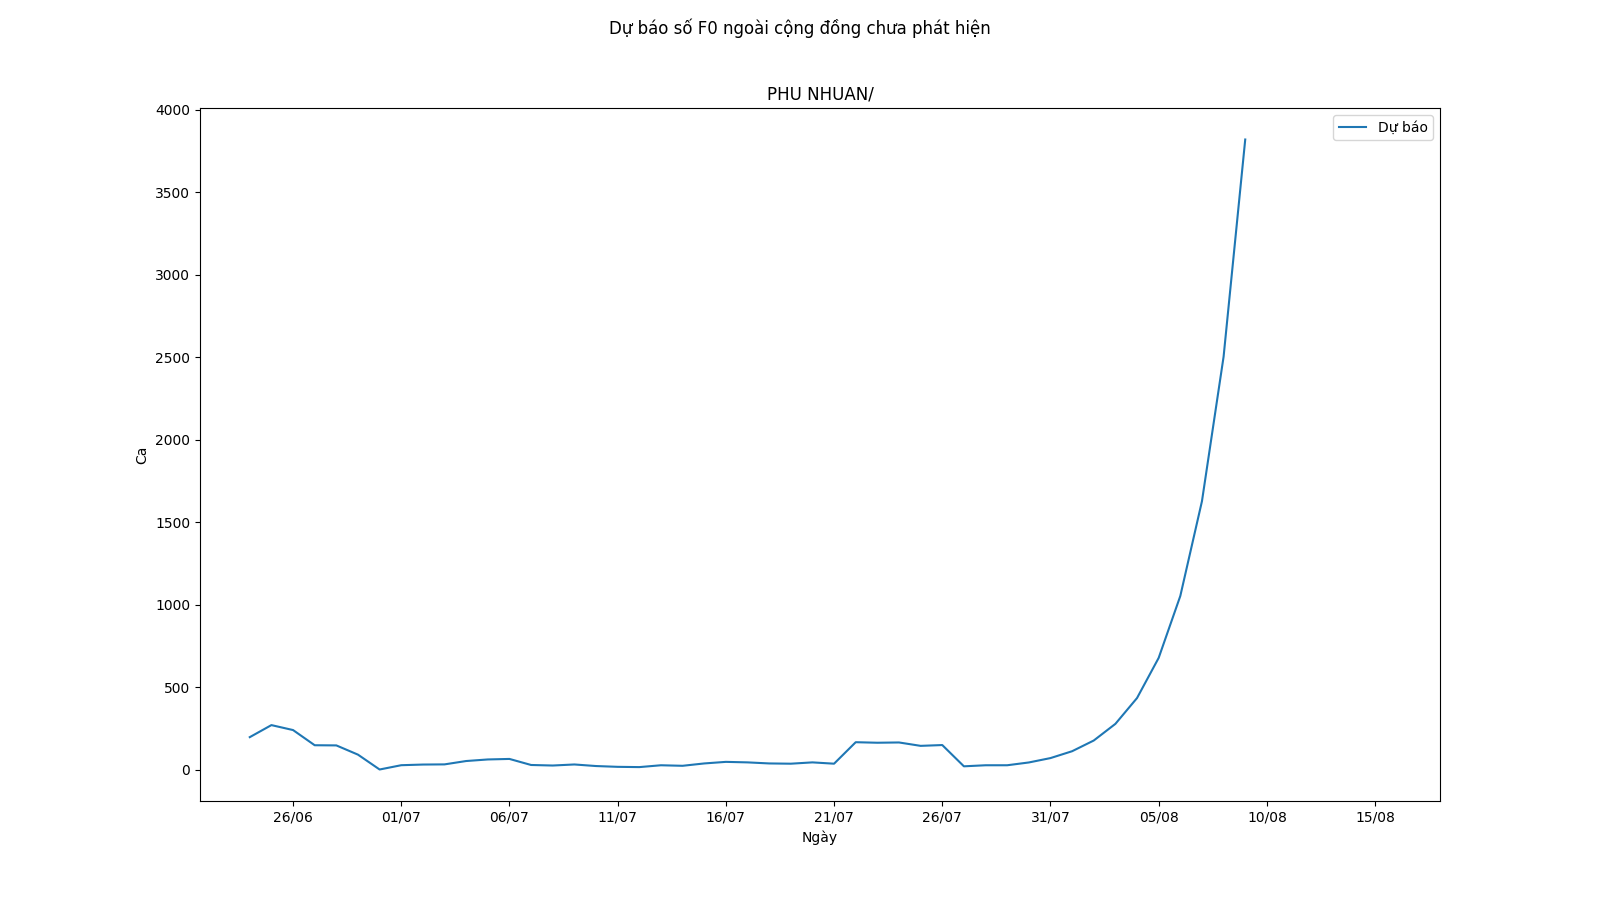 Dự báo số F0 ngoài cộng đồng chưa phát hiện
PHU NHUAN/
Dự báo
4000
3500
3000
2500
2000
1500
1000
500
0
Ca
26/06 01/07 06/07 11/07 16/07 21/07 26/07 31/07 05/08 10/08 15/08
Ngày